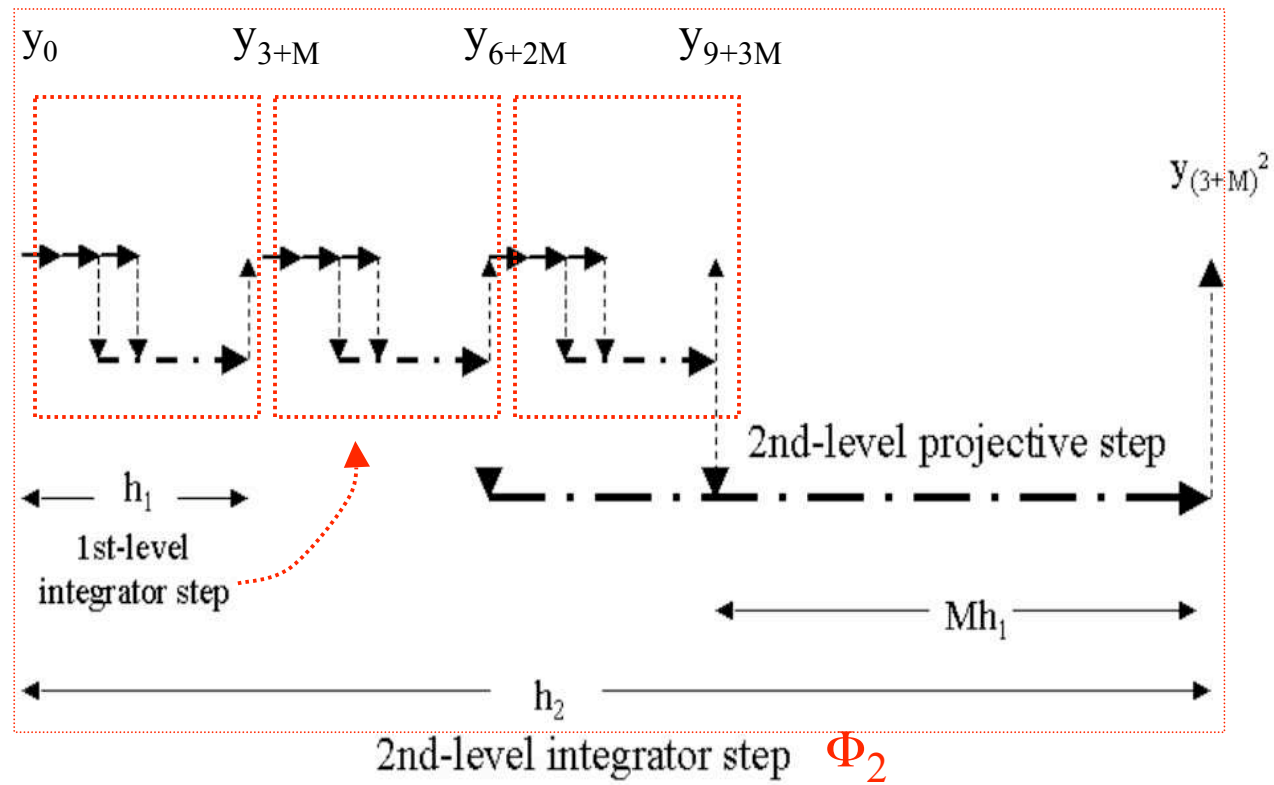 y₀ y₃₊M y₆₊₂M y₉₊₃M
y₍₃₊M₎²
2nd-level projective step
h₁
1st-level
integrator step
Mh₁
h₂
2nd-level integrator step Φ₂